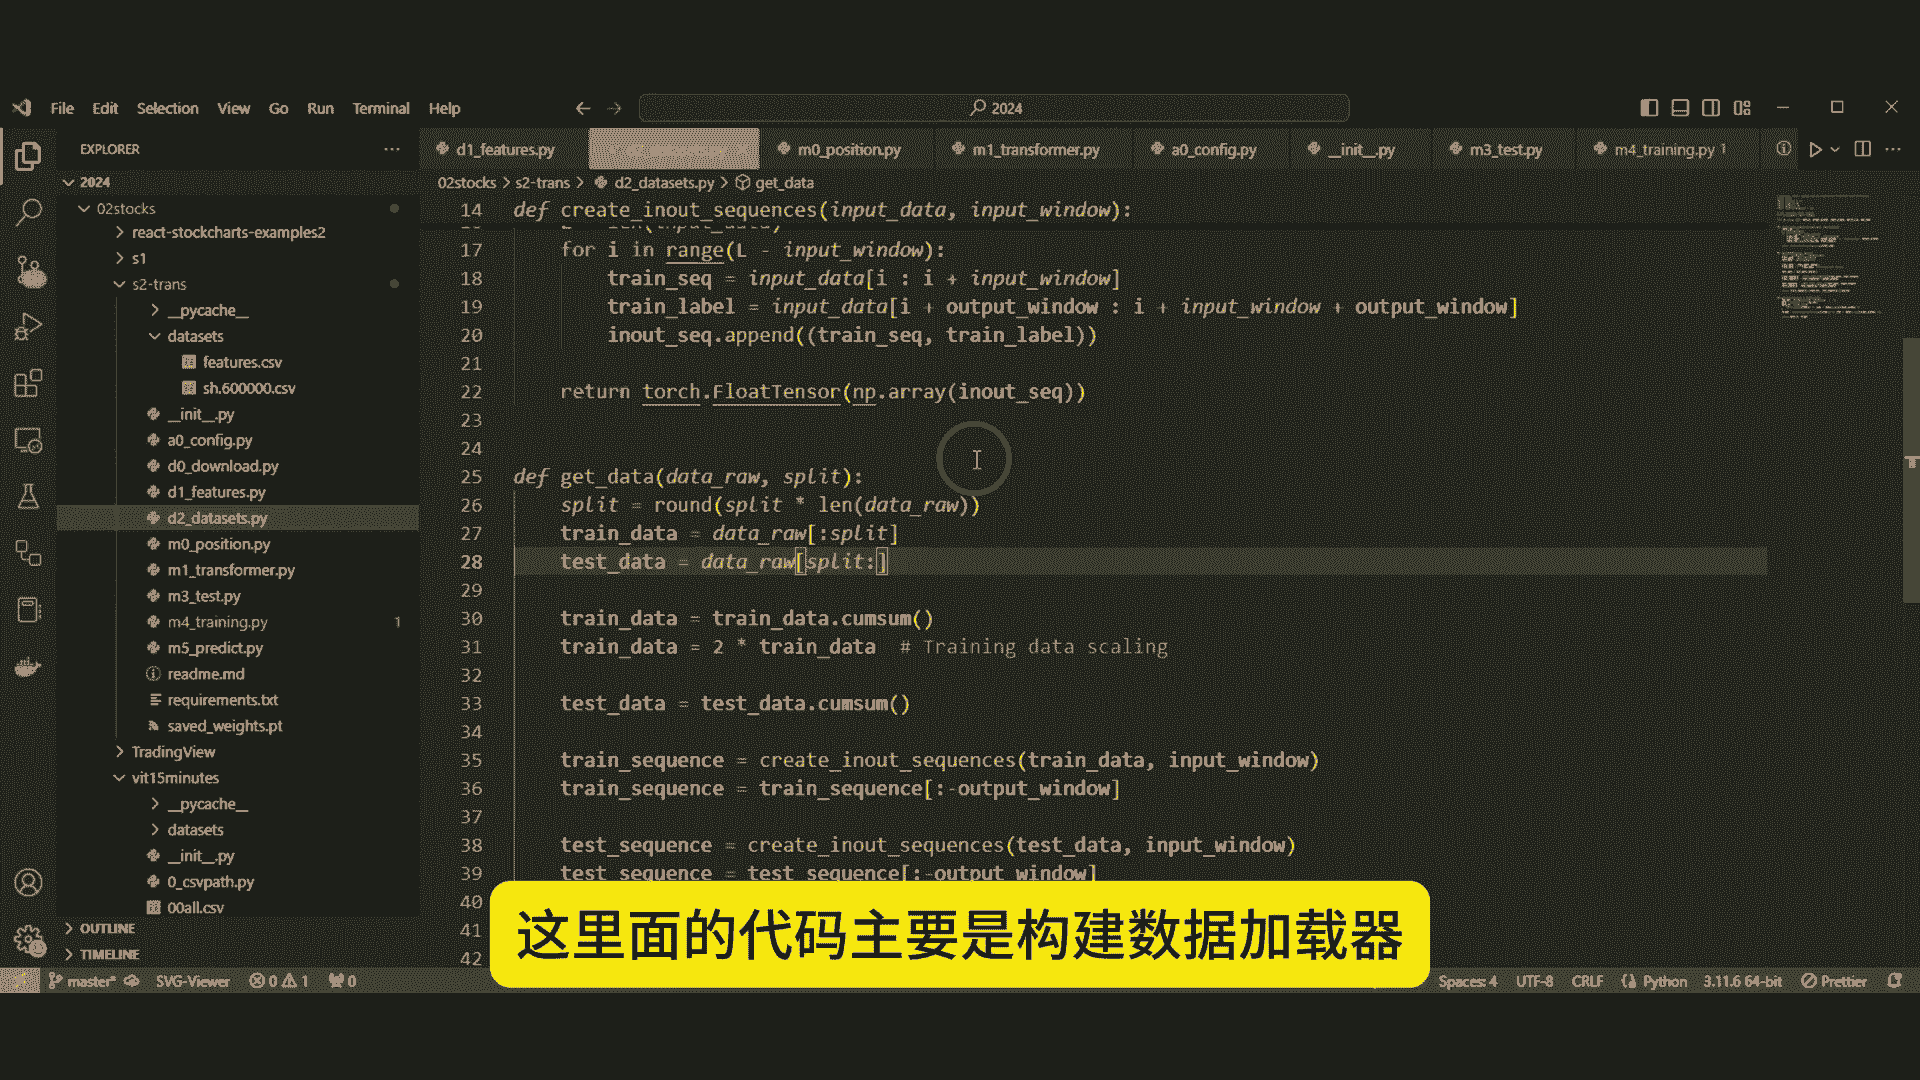 File Edit Selection View Go Run Terminal Help
2024
EXPLORER
2024
02stocks
react-stockcharts-examples2
s1
s2-trans
__pycache__
datasets
features.csv
sh.600000.csv
__init__.py
a0_config.py
d0_download.py
d1_features.py
d2_datasets.py
m0_position.py
m1_transformer.py
m3_test.py
m4_training.py 1
m5_predict.py
readme.md
requirements.txt
saved_weights.pt
TradingView
vit15minutes
__pycache__
datasets
__init__.py
0_csvpath.py
00all.csv
OUTLINE
TIMELINE
d1_features.py m0_position.py m1_transformer.py a0_config.py __init__.py m3_test.py m4_training.py 1
02stocks > s2-trans > d2_datasets.py > get_data
14 def create_inout_sequences(input_data, input_window):
17 for i in range(L - input_window):
18 train_seq = input_data[i : i + input_window]
19 train_label = input_data[i + output_window : i + input_window + output_window]
20 inout_seq.append((train_seq, train_label))
21
22 return torch.FloatTensor(np.array(inout_seq))
23
24
25 def get_data(data_raw, split):
26 split = round(split * len(data_raw))
27 train_data = data_raw[:split]
28 test_data = data_raw[split:]
29
30 train_data = train_data.cumsum()
31 train_data = 2 * train_data # Training data scaling
32
33 test_data = test_data.cumsum()
34
35 train_sequence = create_inout_sequences(train_data, input_window)
36 train_sequence = train_sequence[:-output_window]
37
38 test_sequence = create_inout_sequences(test_data, input_window)
39 test_sequence = test_sequence[:-output_window]
40
41
42
这里面的代码主要是构建数据加载器
master* SVG-Viewer 0 1 0 Spaces: 4 UTF-8 CRLF Python 3.11.6 64-bit Prettier